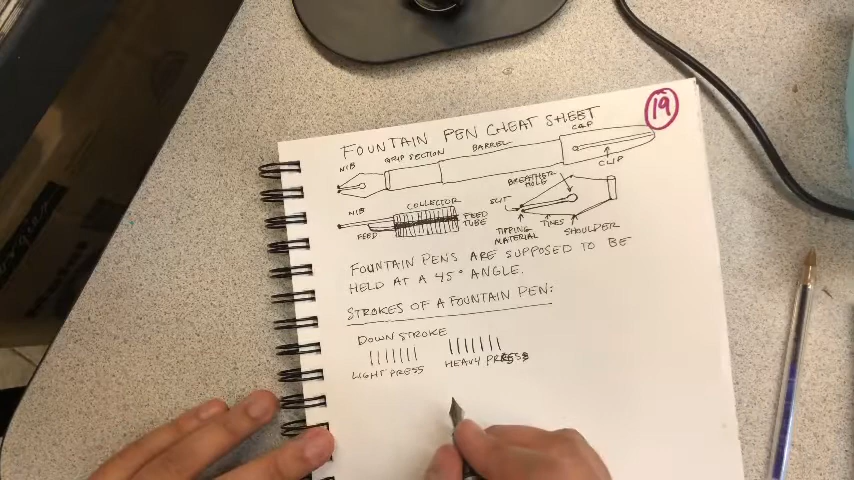 19
FOUNTAIN PEN CHEAT SHEET
NIB
GRIP SECTION
BARREL
CAP
CLIP
NIB
COLLECTOR
FEED
FEED
TUBE
BREATHER
HOLE
SLIT
TIPPING
MATERIAL
TINES
SHOULDER
FOUNTAIN PENS ARE SUPPOSED TO BE
HELD AT A 45° ANGLE.
STROKES OF A FOUNTAIN PEN:
DOWN STROKE
LIGHT PRESS
HEAVY PRESS